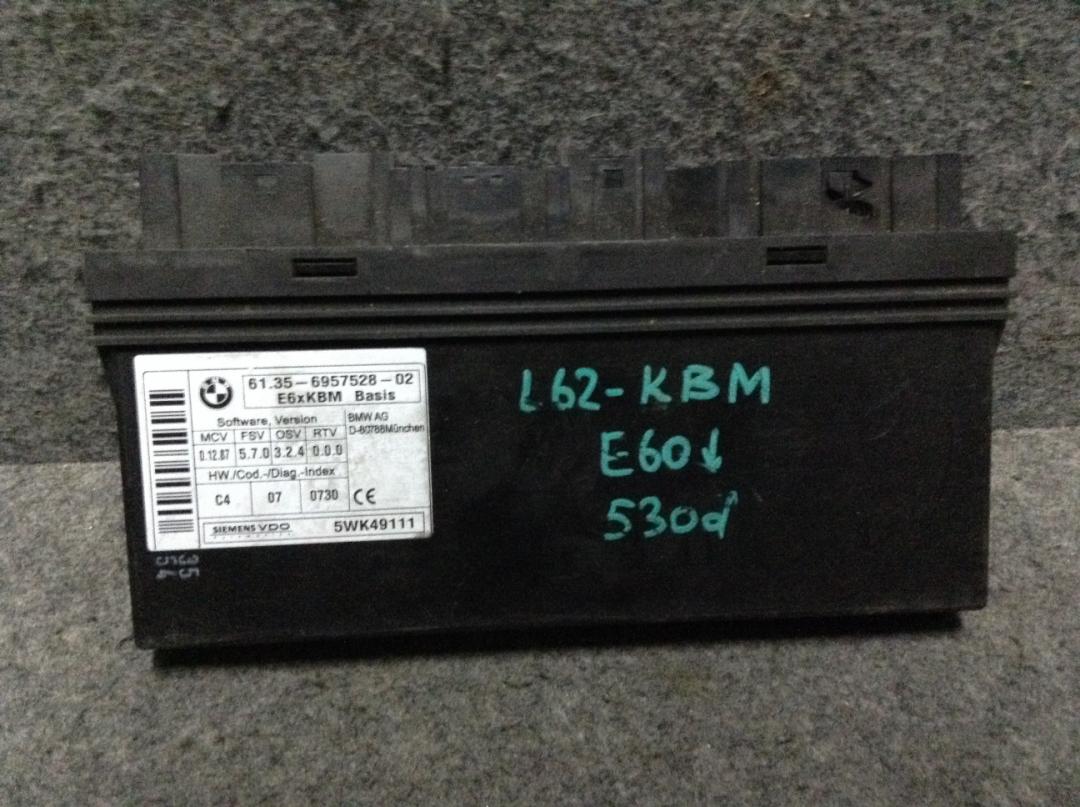 61.35-6957528-02
E6xKBM Basis
Software, Version
MCV FSV OSV RTV
0.12.87 5.7.0 3.2.4 0.0.0
HW./Cod.-/Diag.-Index
C4 07 0730
BMW AG
D-80788München
CE
SIEMENS VDO
5WK49111
L62-KBM
E60↓
530d